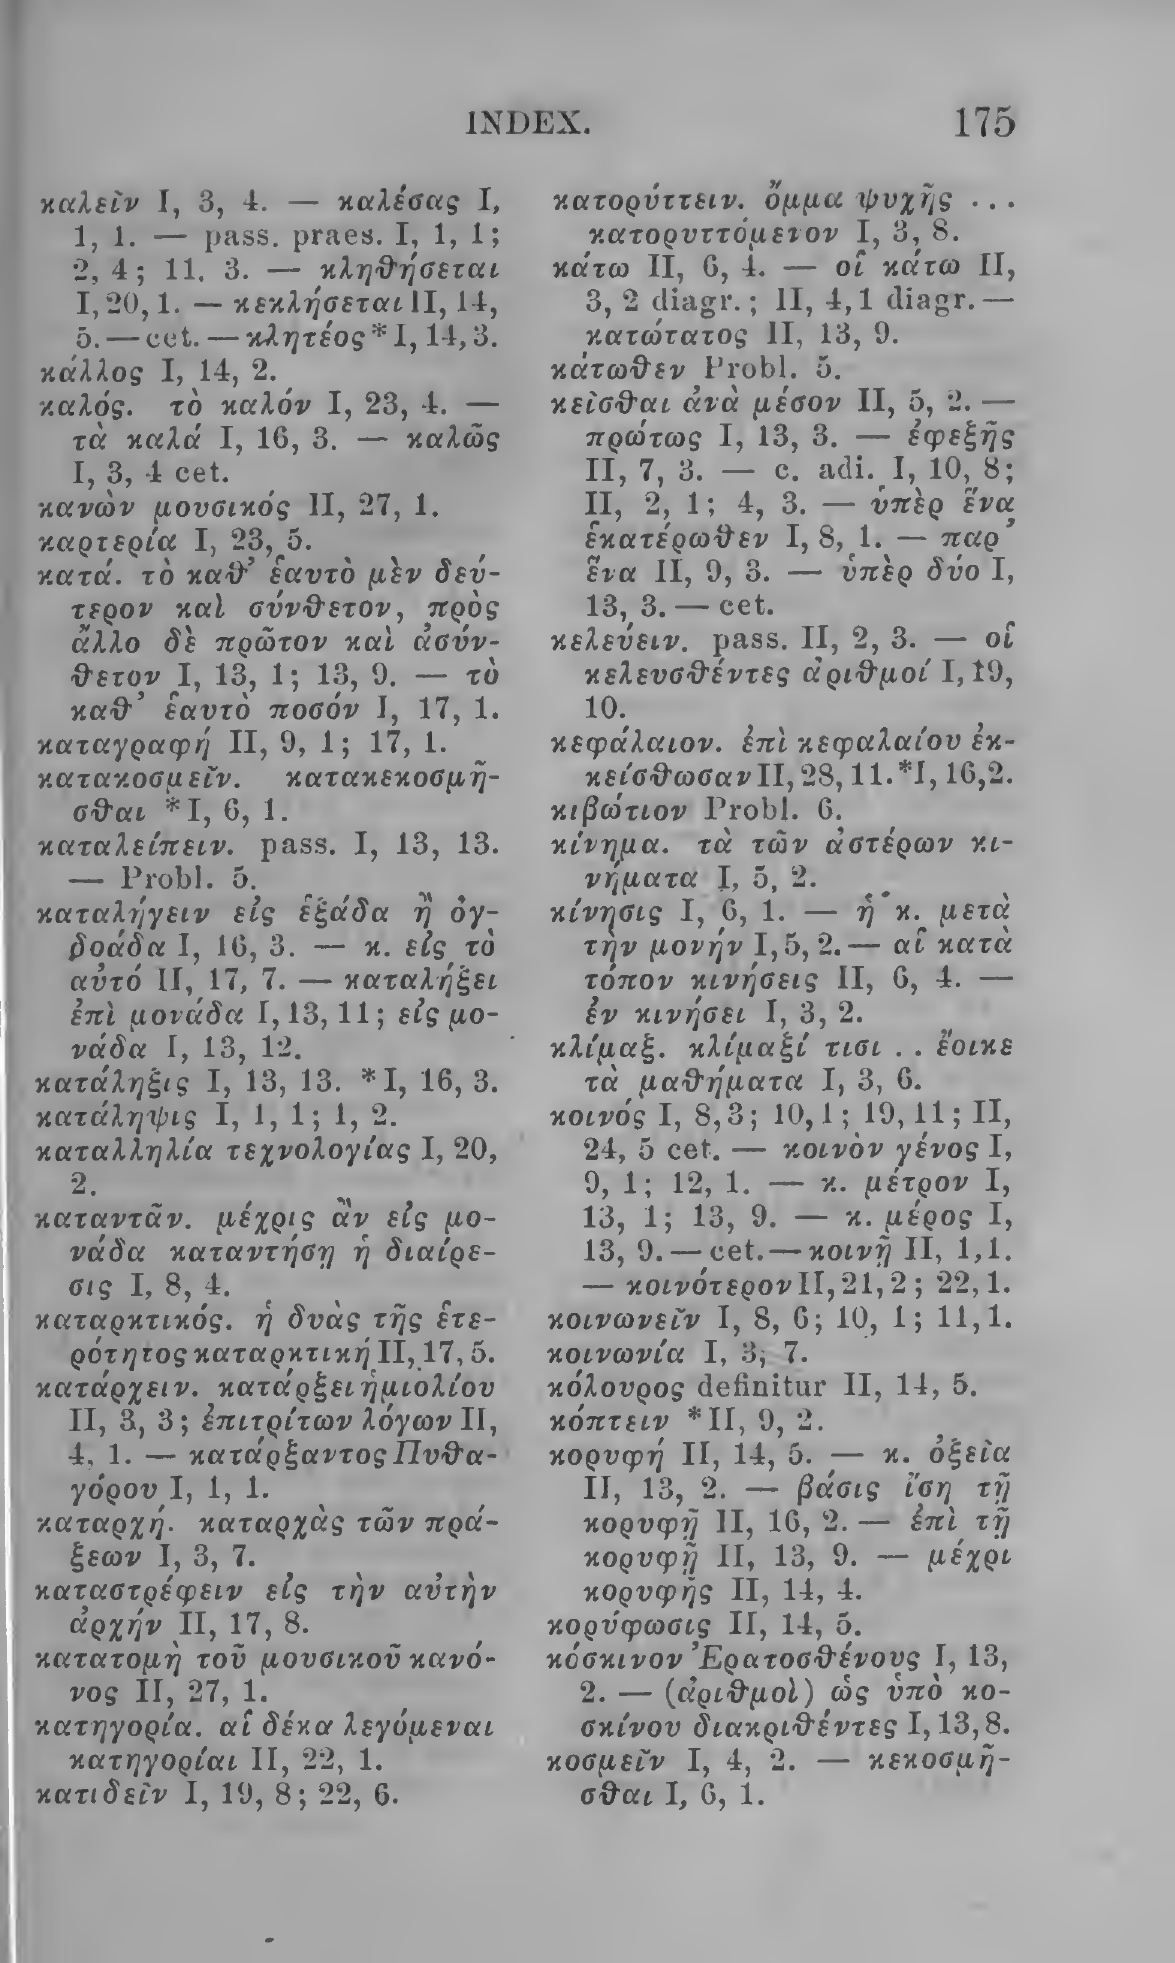 INDEX.
175
καλεῖν I, 3, 4. — καλέσας I,
1, 1. — pass. praes. I, 1, 1;
2, 4; 11, 3. — κληθήσεται
I, 20, 1. — κεκλήσεται II, 14,
5. — cet. — κλητέος * I, 14, 3.
κάλλος I, 14, 2.
καλός. τὸ καλόν I, 23, 4. —
τὰ καλά I, 16, 3. — καλῶς
I, 3, 4 cet.
κανὼν μουσικός II, 27, 1.
καρτερία I, 23, 5.
κατά. τὸ καθ’ ἑαυτὸ μὲν δεύ-
τερον καὶ σύνθετον, πρὸς
ἄλλο δὲ πρῶτον καὶ ἀσύν-
θετον I, 13, 1; 13, 9. — τὸ
καθ’ ἑαυτὸ ποσόν I, 17, 1.
καταγραφή II, 9, 1; 17, 1.
κατακοσμεῖν. κατακεκοσμῆ-
σθαι * I, 6, 1.
καταλείπειν. pass. I, 13, 13.
— Probl. 5.
καταλήγειν εἰς ἑξάδα ἢ ὀγ-
δοάδα I, 16, 3. — κ. εἰς τὸ
αὐτό II, 17, 7. — καταλήξει
ἐπὶ μονάδα I, 13, 11; εἰς μο-
νάδα I, 13, 12.
κατάληξις I, 13, 13. * I, 16, 3.
κατάληψις I, 1, 1; 1, 2.
καταλληλία τεχνολογίας I, 20,
2.
καταντᾶν. μέχρις ἂν εἰς μο-
νάδα καταντήσῃ ἡ διαίρε-
σις I, 8, 4.
καταρκτικός. ἡ δυὰς τῆς ἑτε-
ρότητος καταρκτική II, 17, 5.
κατάρχειν. κατάρξει ἡμιολίου
II, 3, 3; ἐπιτρίτων λόγων II,
4, 1. — κατάρξαντος Πυθα-
γόρου I, 1, 1.
καταρχή. καταρχὰς τῶν πρά-
ξεων I, 3, 7.
καταστρέφειν εἰς τὴν αὐτὴν
ἀρχήν II, 17, 8.
κατατομὴ τοῦ μουσικοῦ κανό-
νος II, 27, 1.
κατηγορία. αἱ δέκα λεγόμεναι
κατηγορίαι II, 22, 1.
κατιδεῖν I, 19, 8; 22, 6.
κατορύττειν. ὄμμα ψυχῆς ...
κατορυττόμενον I, 3, 8.
κάτω II, 6, 4. — οἱ κάτω II,
3, 2 diagr.; II, 4, 1 diagr. —
κατώτατος II, 13, 9.
κάτωθεν Probl. 5.
κεῖσθαι ἀνὰ μέσον II, 5, 2. —
πρώτως I, 13, 3. — ἐφεξῆς
II, 7, 3. — c. adi. I, 10, 8;
II, 2, 1; 4, 3. — ὑπὲρ ἕνα
ἑκατέρωθεν I, 8, 1. — παρ’
ἕνα II, 9, 3. — ὑπὲρ δύο I,
13, 3. — cet.
κελεύειν. pass. II, 2, 3. — οἱ
κελευσθέντες ἀριθμοί I, 19,
10.
κεφάλαιον. ἐπὶ κεφαλαίου ἐκ-
κείσθωσαν II, 28, 11. * I, 16, 2.
κιβώτιον Probl. 6.
κίνημα. τὰ τῶν ἀστέρων κι-
νήματα I, 5, 2.
κίνησις I, 6, 1. — ἡ κ. μετὰ
τὴν μονήν I, 5, 2. — αἱ κατὰ
τόπον κινήσεις II, 6, 4. —
ἐν κινήσει I, 3, 2.
κλίμαξ. κλίμαξί τισι . . ἔοικε
τὰ μαθήματα I, 3, 6.
κοινός I, 8, 3; 10, 1; 19, 11; II,
24, 5 cet. — κοινὸν γένος I,
9, 1; 12, 1. — κ. μέτρον I,
13, 1; 13, 9. — κ. μέρος I,
13, 9. — cet. — κοινῇ II, 1, 1.
— κοινότερον II, 21, 2; 22, 1.
κοινωνεῖν I, 8, 6; 10, 1; 11, 1.
κοινωνία I, 3, 7.
κόλουρος definitur II, 14, 5.
κόπτειν * II, 9, 2.
κορυφή II, 14, 5. — κ. ὀξεῖα
II, 13, 2. — βάσις ἴση τῇ
κορυφῇ II, 16, 2. — ἐπὶ τῇ
κορυφῇ II, 13, 9. — μέχρι
κορυφῆς II, 14, 4.
κορύφωσις II, 14, 5.
κόσκινον Ἐρατοσθένους I, 13,
2. — (ἀριθμοὶ) ὡς ὑπὸ κο-
σκίνου διακριθέντες I, 13, 8.
κοσμεῖν I, 4, 2. — κεκοσμῆ-
σθαι I, 6, 1.